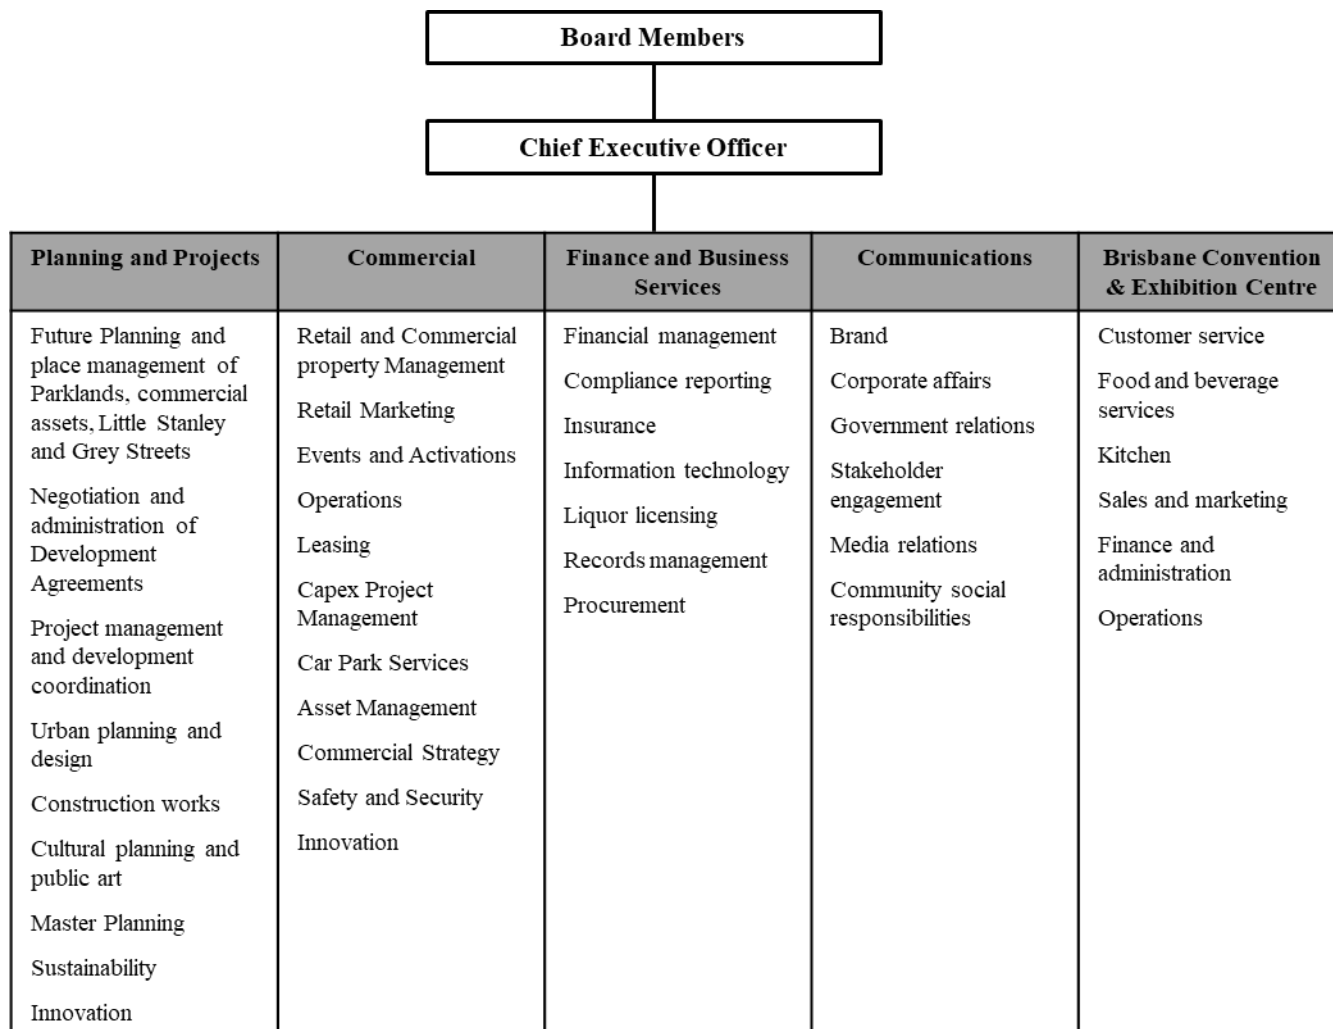 Board Members
Chief Executive Officer
Planning and Projects
Future Planning and
place management of
Parklands, commercial
assets, Little Stanley
and Grey Streets
Negotiation and
administration of
Development
Agreements
Project management
and development
coordination
Urban planning and
design
Construction works
Cultural planning and
public art
Master Planning
Sustainability
Innovation
Commercial
Retail and Commercial
property Management
Retail Marketing
Events and Activations
Operations
Leasing
Capex Project
Management
Car Park Services
Asset Management
Commercial Strategy
Safety and Security
Innovation
Finance and Business
Services
Financial management
Compliance reporting
Insurance
Information technology
Liquor licensing
Records management
Procurement
Communications
Brand
Corporate affairs
Government relations
Stakeholder
engagement
Media relations
Community social
responsibilities
Brisbane Convention
& Exhibition Centre
Customer service
Food and beverage
services
Kitchen
Sales and marketing
Finance and
administration
Operations